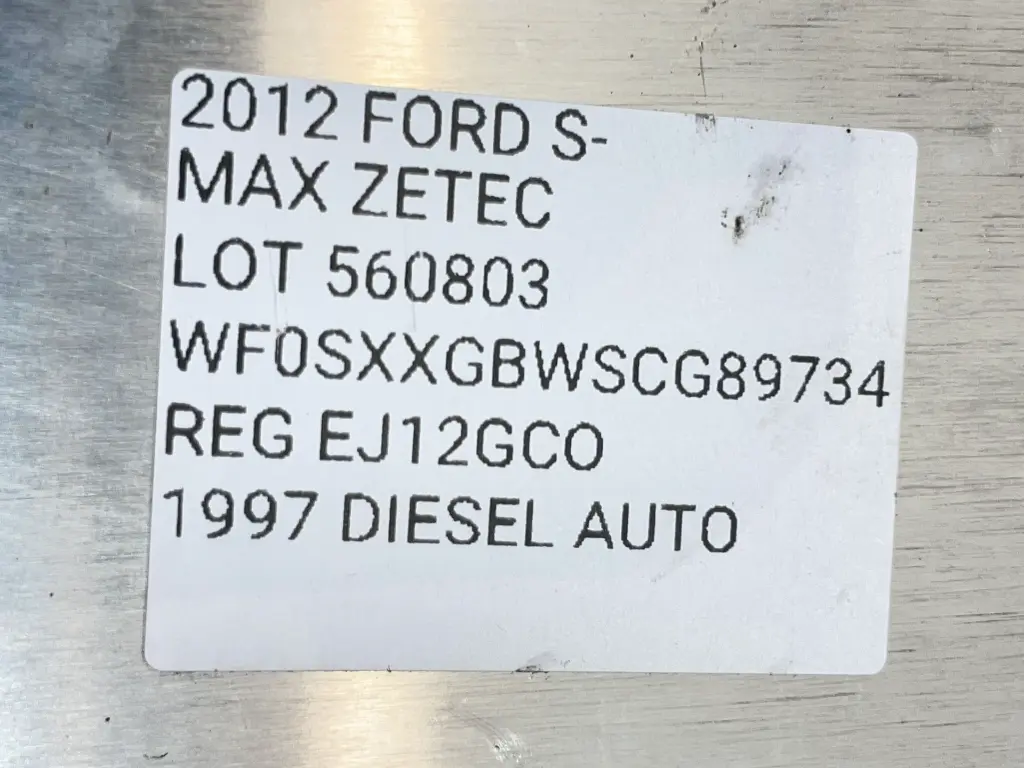 2012 FORD S-
MAX ZETEC
LOT 560803
WF0SXXGBWSCG89734
REG EJ12GCO
1997 DIESEL AUTO